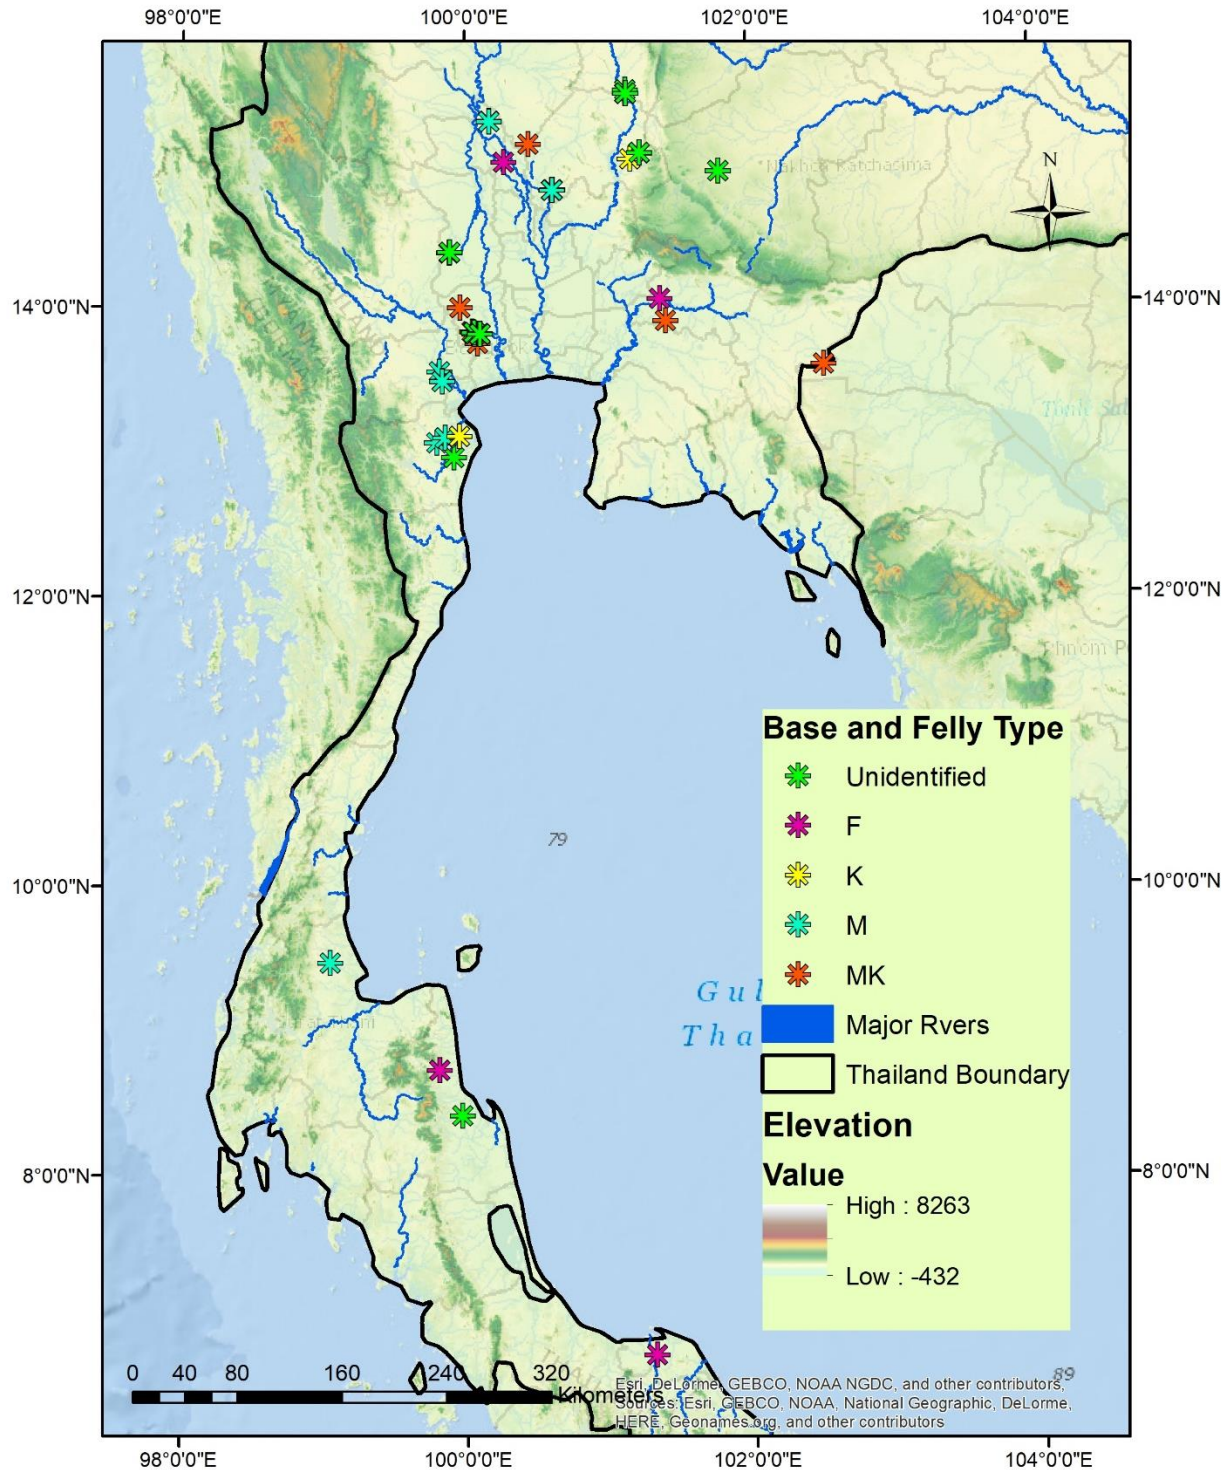 98°0'0"E 100°0'0"E 102°0'0"E 104°0'0"E
Ratchacima
N
14°0'0"N 14°0'0"N
12°0'0"N 12°0'0"N
Base and Felly Type
Unidentified
F
79
K
10°0'0"N 10°0'0"N
M
MK
Gul
Major Rvers
Tha
Thailand Boundary
Elevation
Value
8°0'0"N 8°0'0"N
High : 8263
Low : -432
0 40 80 160 240 320
Kilometers
89
Esri, DeLorme, GEBCO, NOAA NGDC, and other contributors,
Sources: Esri, GEBCO, NOAA, National Geographic, DeLorme,
HERE, Geonames.org, and other contributors
98°0'0"E 100°0'0"E 102°0'0"E 104°0'0"E